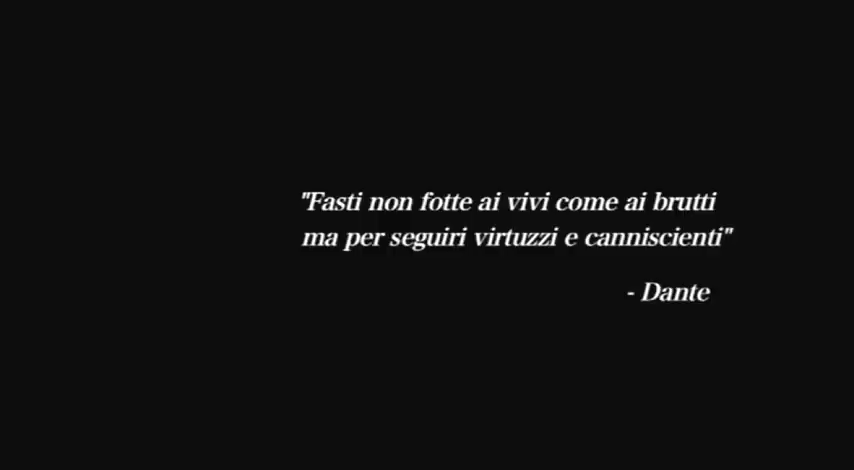 "Fasti non fotte ai vivi come ai brutti
ma per seguiri virtuzzi e canniscienti"
- Dante